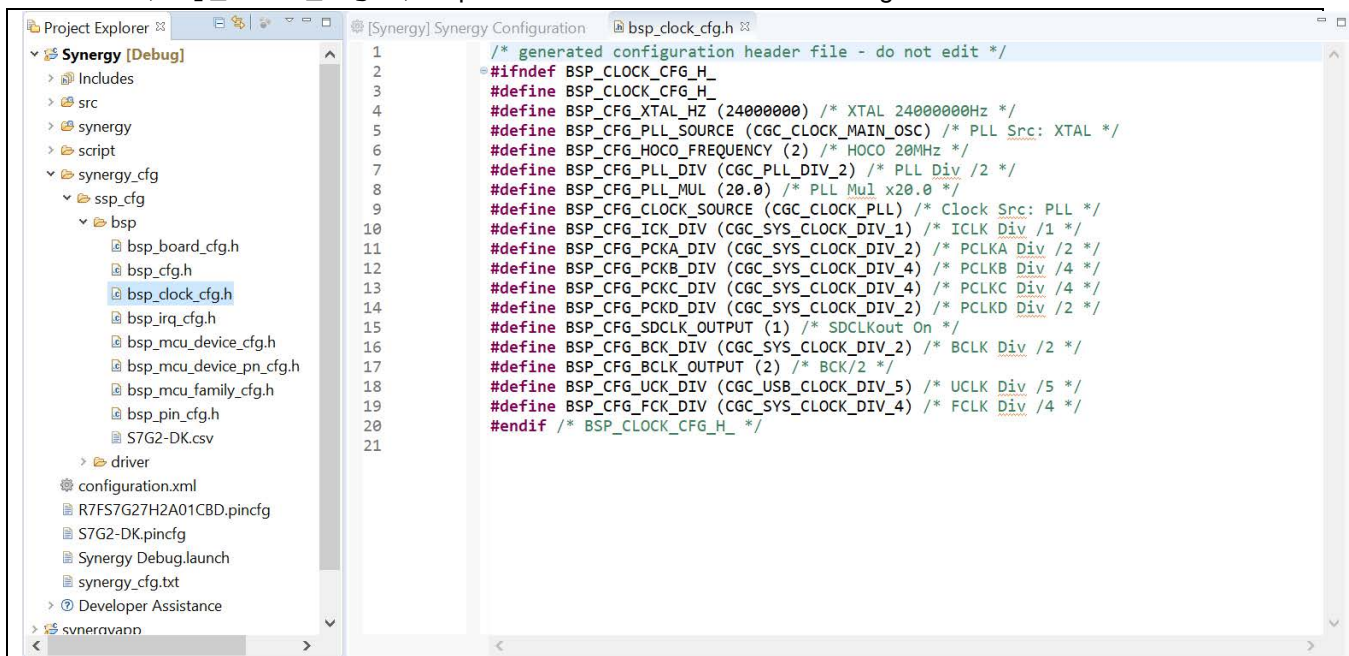 Project Explorer
Synergy [Debug]
Includes
src
synergy
script
synergy_cfg
ssp_cfg
bsp
bsp_board_cfg.h
bsp_cfg.h
bsp_clock_cfg.h
bsp_irq_cfg.h
bsp_mcu_device_cfg.h
bsp_mcu_device_pn_cfg.h
bsp_mcu_family_cfg.h
bsp_pin_cfg.h
S7G2-DK.csv
driver
configuration.xml
R7FS7G27H2A01CBD.pincfg
S7G2-DK.pincfg
Synergy Debug.launch
synergy_cfg.txt
Developer Assistance
synergyapp
[Synergy] Synergy Configuration
bsp_clock_cfg.h
1 /* generated configuration header file - do not edit */
2 #ifndef BSP_CLOCK_CFG_H_
3 #define BSP_CLOCK_CFG_H_
4 #define BSP_CFG_XTAL_HZ (24000000) /* XTAL 24000000Hz */
5 #define BSP_CFG_PLL_SOURCE (CGC_CLOCK_MAIN_OSC) /* PLL Src: XTAL */
6 #define BSP_CFG_HOCO_FREQUENCY (2) /* HOCO 20MHz */
7 #define BSP_CFG_PLL_DIV (CGC_PLL_DIV_2) /* PLL Div /2 */
8 #define BSP_CFG_PLL_MUL (20.0) /* PLL Mul x20.0 */
9 #define BSP_CFG_CLOCK_SOURCE (CGC_CLOCK_PLL) /* Clock Src: PLL */
10 #define BSP_CFG_ICK_DIV (CGC_SYS_CLOCK_DIV_1) /* ICLK Div /1 */
11 #define BSP_CFG_PCKA_DIV (CGC_SYS_CLOCK_DIV_2) /* PCLKA Div /2 */
12 #define BSP_CFG_PCKB_DIV (CGC_SYS_CLOCK_DIV_4) /* PCLKB Div /4 */
13 #define BSP_CFG_PCKC_DIV (CGC_SYS_CLOCK_DIV_4) /* PCLKC Div /4 */
14 #define BSP_CFG_PCKD_DIV (CGC_SYS_CLOCK_DIV_2) /* PCLKD Div /2 */
15 #define BSP_CFG_SDCLK_OUTPUT (1) /* SDCLKout On */
16 #define BSP_CFG_BCK_DIV (CGC_SYS_CLOCK_DIV_2) /* BCLK Div /2 */
17 #define BSP_CFG_BCLK_OUTPUT (2) /* BCK/2 */
18 #define BSP_CFG_UCK_DIV (CGC_USB_CLOCK_DIV_5) /* UCLK Div /5 */
19 #define BSP_CFG_FCK_DIV (CGC_SYS_CLOCK_DIV_4) /* FCLK Div /4 */
20 #endif /* BSP_CLOCK_CFG_H_ */
21